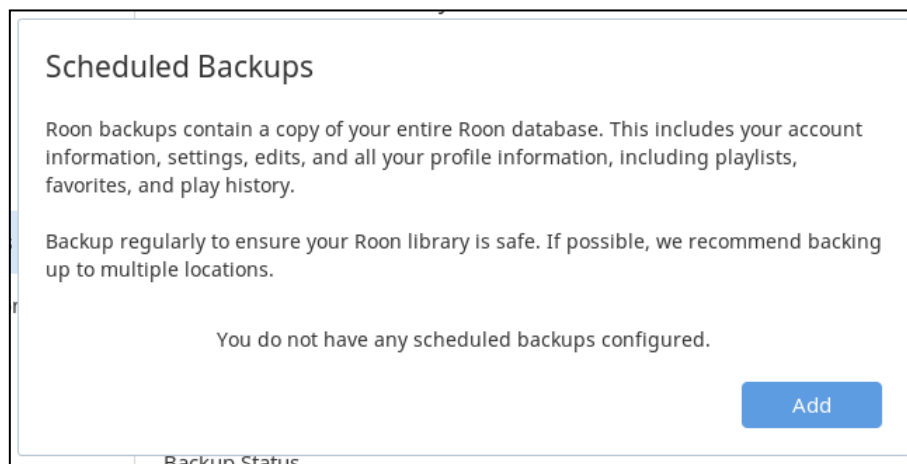 Scheduled Backups
Roon backups contain a copy of your entire Roon database. This includes your account
information, settings, edits, and all your profile information, including playlists,
favorites, and play history.
Backup regularly to ensure your Roon library is safe. If possible, we recommend backing
up to multiple locations.
You do not have any scheduled backups configured.
Add
Backup Status